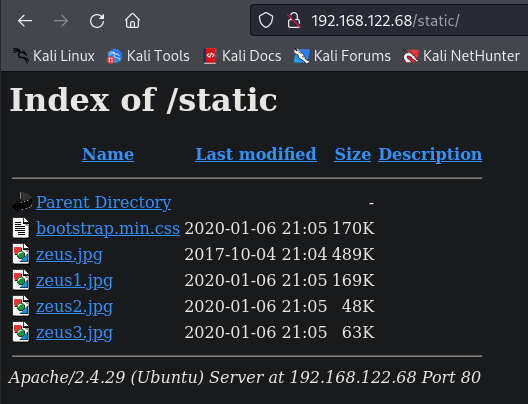 192.168.122.68/static/
Kali Linux Kali Tools Kali Docs Kali Forums Kali NetHunter
Index of /static
Name Last modified Size Description
Parent Directory -
bootstrap.min.css 2020-01-06 21:05 170K
zeus.jpg 2017-10-04 21:04 489K
zeus1.jpg 2020-01-06 21:05 169K
zeus2.jpg 2020-01-06 21:05 48K
zeus3.jpg 2020-01-06 21:05 63K
Apache/2.4.29 (Ubuntu) Server at 192.168.122.68 Port 80